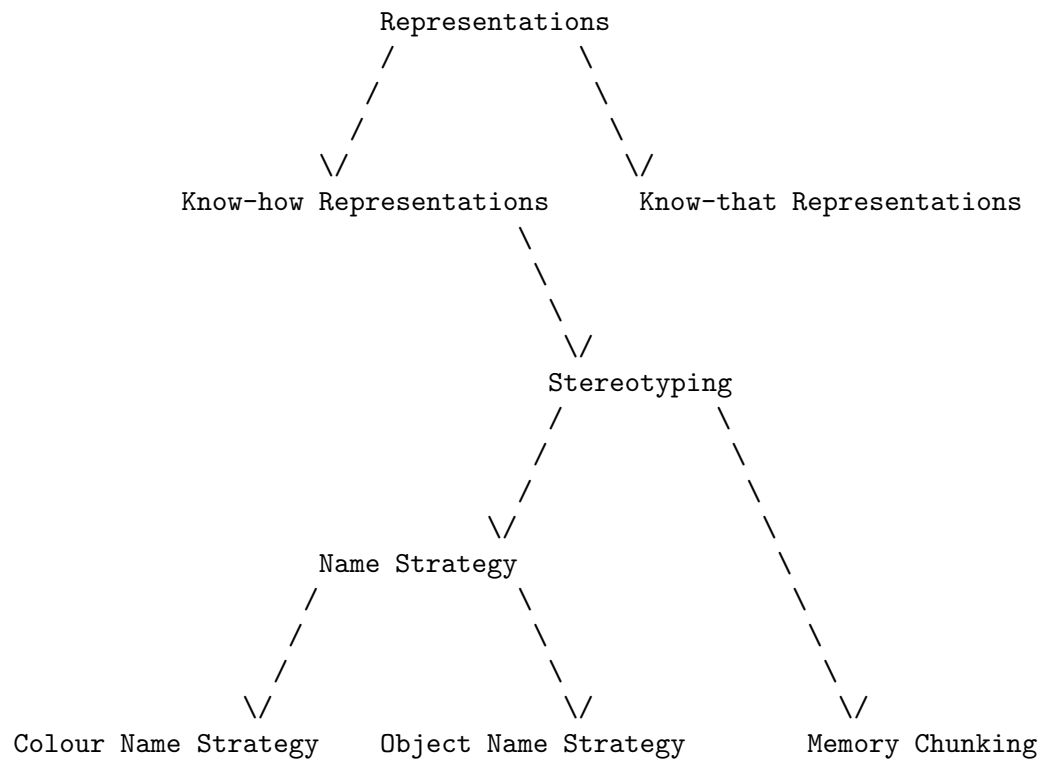 Representations
Know-how Representations Know-that Representations
Stereotyping
Name Strategy
Colour Name Strategy Object Name Strategy Memory Chunking